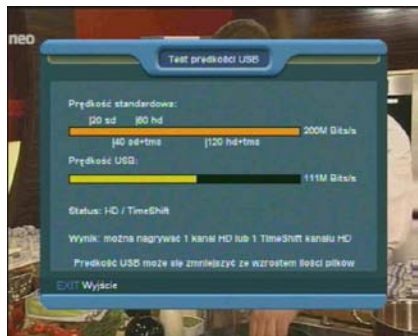 neo
Test prędkości USB
Prędkość standardowa:
|20 sd |60 hd
200M Bits/s
|40 sd+tms |120 hd+tms
Prędkość USB:
111M Bits/s
Status: HD / TimeShift
Wynik: można nagrywać 1 kanał HD lub 1 TimeShift kanału HD
Prędkość USB może się zmniejszyć ze wzrostem ilości plików
EXIT Wyjście